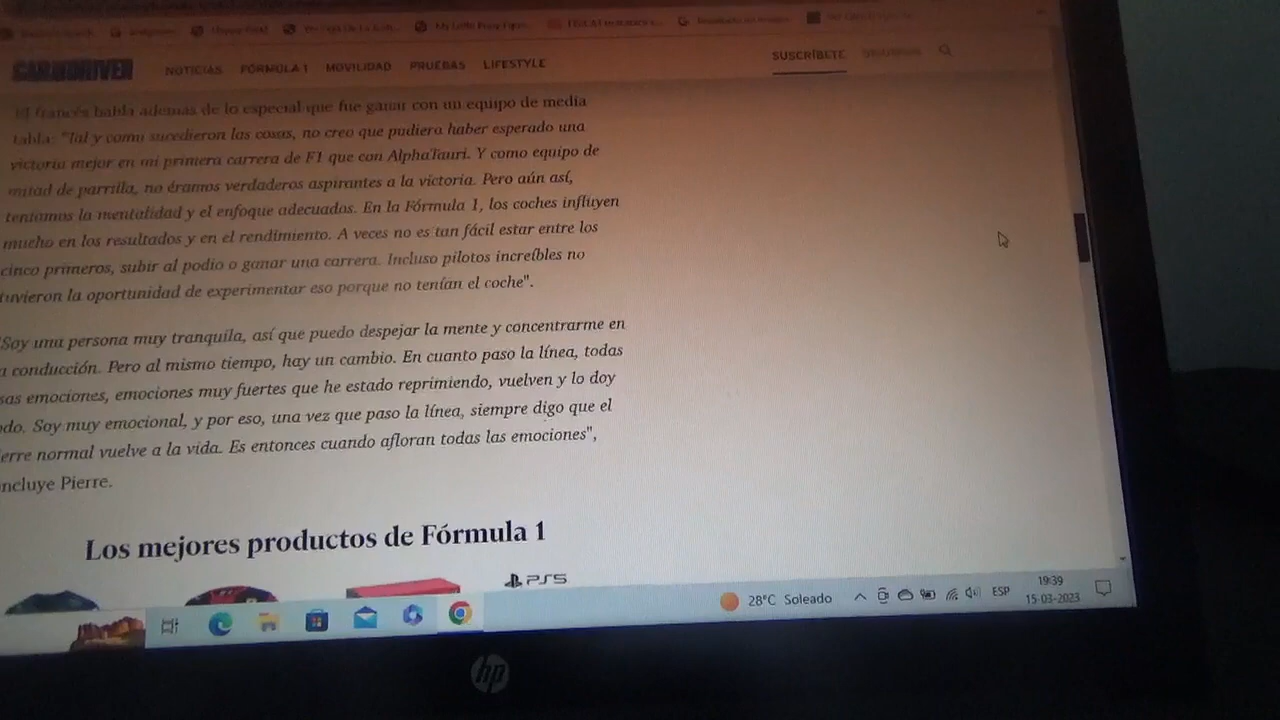 CAR AND DRIVER
NOTICIAS FÓRMULA 1 MOVILIDAD PRUEBAS LIFESTYLE SUSCRÍBETE
El francés habla además de lo especial que fue ganar con un equipo de media
tabla: "Tal y como sucedieron las cosas, no creo que pudiera haber esperado una
victoria mejor en mi primera carrera de F1 que con AlphaTauri. Y como equipo de
mitad de parrilla, no éramos verdaderos aspirantes a la victoria. Pero aún así,
teníamos la mentalidad y el enfoque adecuados. En la Fórmula 1, los coches influyen
mucho en los resultados y en el rendimiento. A veces no es tan fácil estar entre los
cinco primeros, subir al podio o ganar una carrera. Incluso pilotos increíbles no
tuvieron la oportunidad de experimentar eso porque no tenían el coche".
"Soy una persona muy tranquila, así que puedo despejar la mente y concentrarme en
a conducción. Pero al mismo tiempo, hay un cambio. En cuanto paso la línea, todas
sas emociones, emociones muy fuertes que he estado reprimiendo, vuelven y lo doy
odo. Soy muy emocional, y por eso, una vez que paso la línea, siempre digo que el
erre normal vuelve a la vida. Es entonces cuando afloran todas las emociones",
ncluye Pierre.
Los mejores productos de Fórmula 1
PS5
28°C Soleado ESP 19:39
15-03-2023
hp